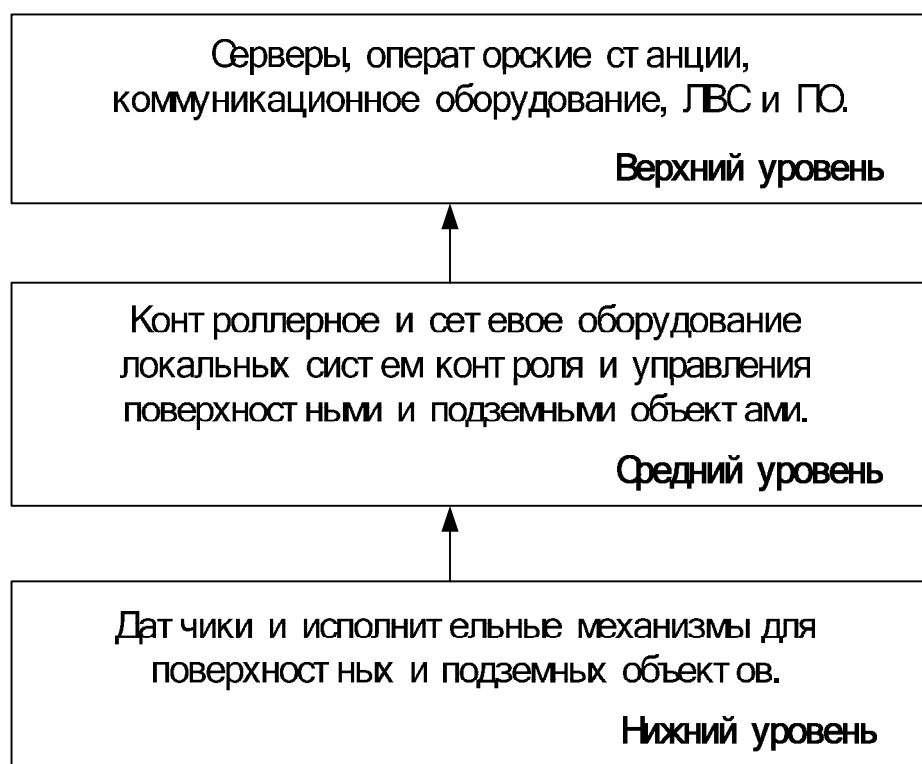 Серверы, операторские станции,
коммуникационное оборудование, ЛВС и ПО.
Верхний уровень
Контроллерное и сетевое оборудование
локальных систем контроля и управления
поверхностными и подземными объектами.
Средний уровень
Датчики и исполнительные механизмы для
поверхностных и подземных объектов.
Нижний уровень